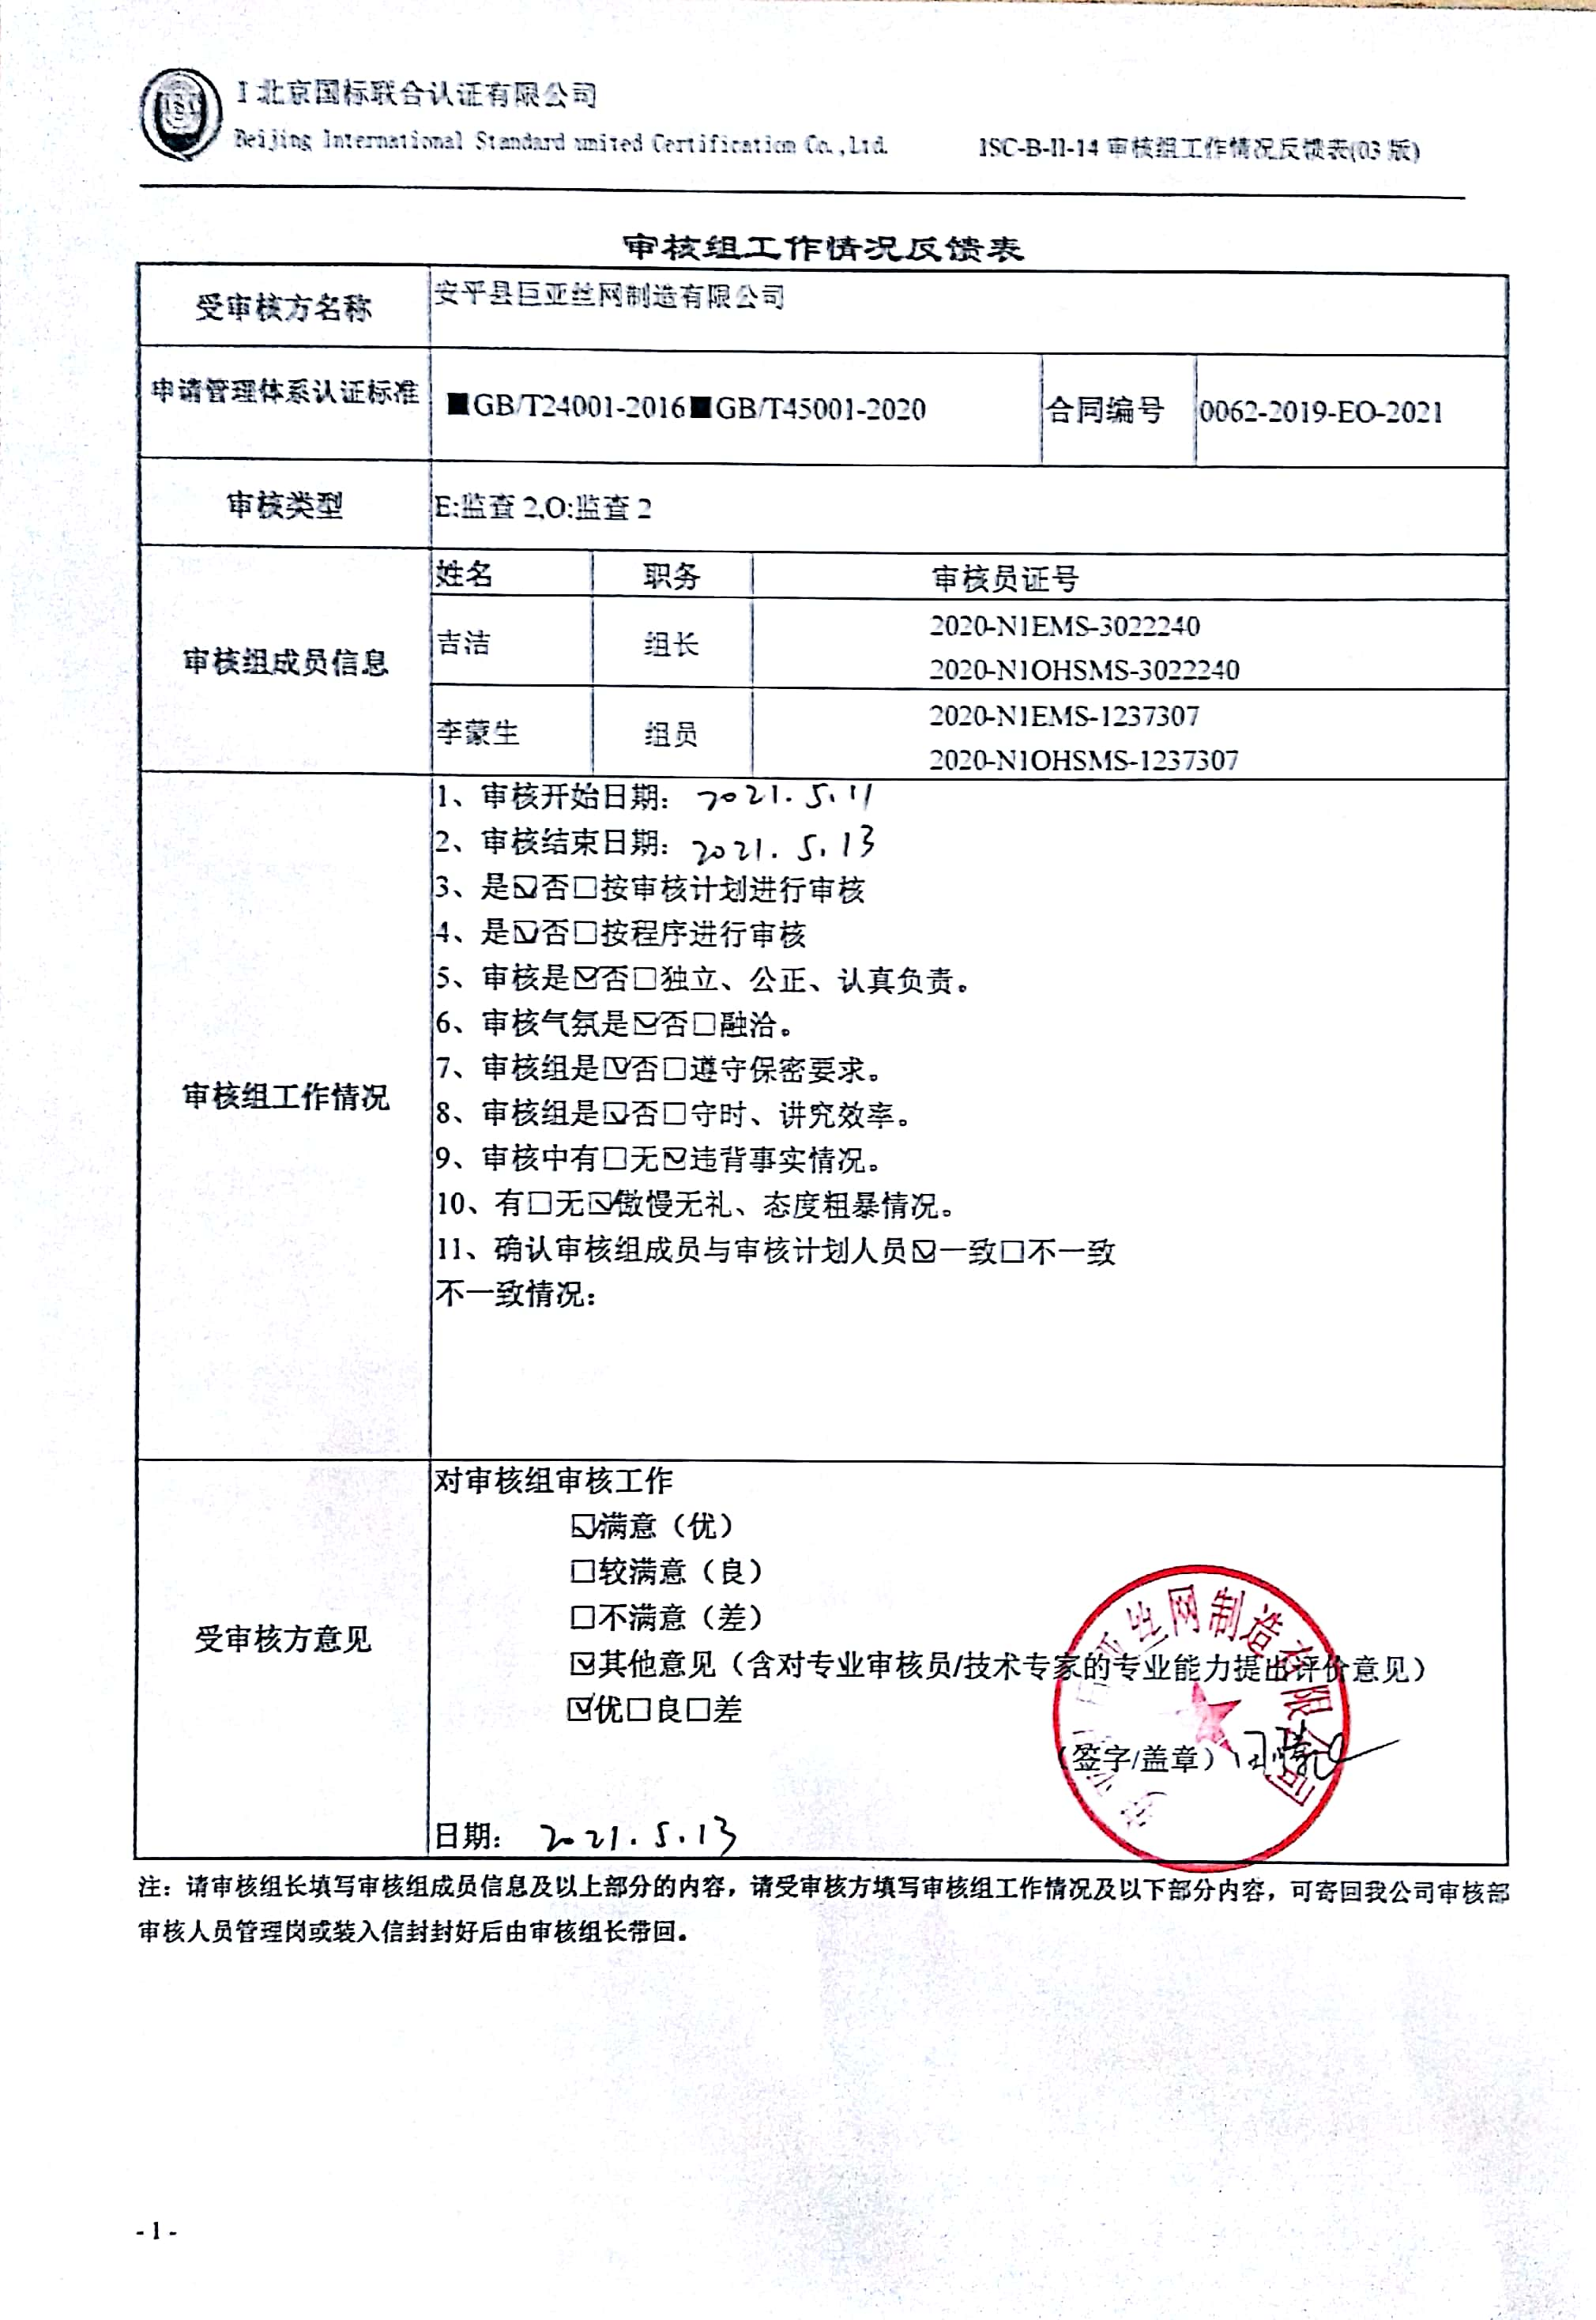 I 北京国标联合认证有限公司
Beijing International Standard united Certification Co.,Ltd.
ISC-B-II-14 审核组工作情况反馈表(03 版)
审核组工作情况反馈表
受审核方名称 安平县巨亚丝网制造有限公司
申请管理体系认证标准 ■GB/T24001-2016■GB/T45001-2020 合同编号 0062-2019-EO-2021
审核类型 E:监查 2,O:监查 2
审核组成员信息
姓名 职务 审核员证号
吉洁 组长 2020-N1EMS-3022240
2020-N1OHSMS-3022240
李蒙生 组员 2020-N1EMS-1237307
2020-N1OHSMS-1237307
审核组工作情况
1、审核开始日期： 2021.5.11
2、审核结束日期： 2021.5.13
3、是☑否□按审核计划进行审核
4、是☑否□按程序进行审核
5、审核是☑否□独立、公正、认真负责。
6、审核气氛是☑否□融洽。
7、审核组是☑否□遵守保密要求。
8、审核组是☑否□守时、讲究效率。
9、审核中有□无☑违背事实情况。
10、有□无☑傲慢无礼、态度粗暴情况。
11、确认审核组成员与审核计划人员☑一致□不一致
不一致情况：
受审核方意见
对审核组审核工作
☑满意（优）
□较满意（良）
□不满意（差）
☑其他意见（含对专业审核员/技术专家的专业能力提出评价意见）
☑优□良□差
（签字/盖章）
亚丝网制造有限公司
日期： 2021.5.13
注：请审核组长填写审核组成员信息及以上部分的内容，请受审核方填写审核组工作情况及以下部分内容，可寄回我公司审核部
审核人员管理岗或装入信封封好后由审核组长带回。
- 1 -